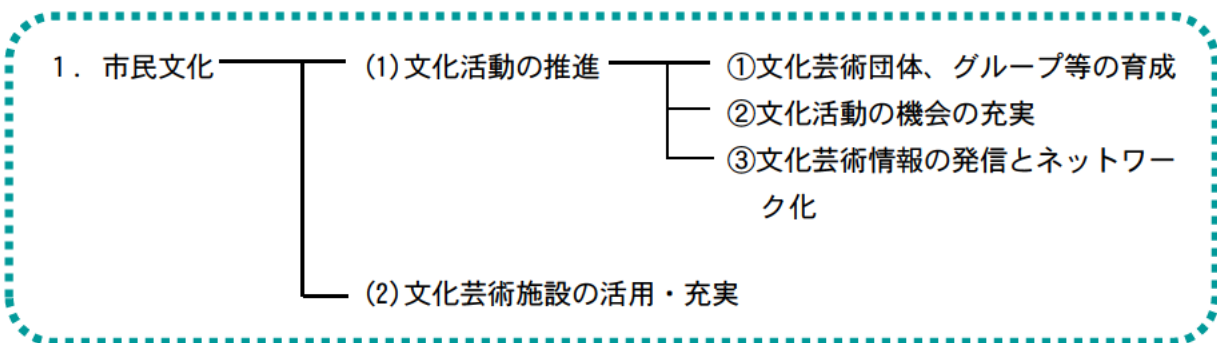 1．市民文化 (1)文化活動の推進 ①文化芸術団体、グループ等の育成
②文化活動の機会の充実
③文化芸術情報の発信とネットワー
ク化
(2)文化芸術施設の活用・充実